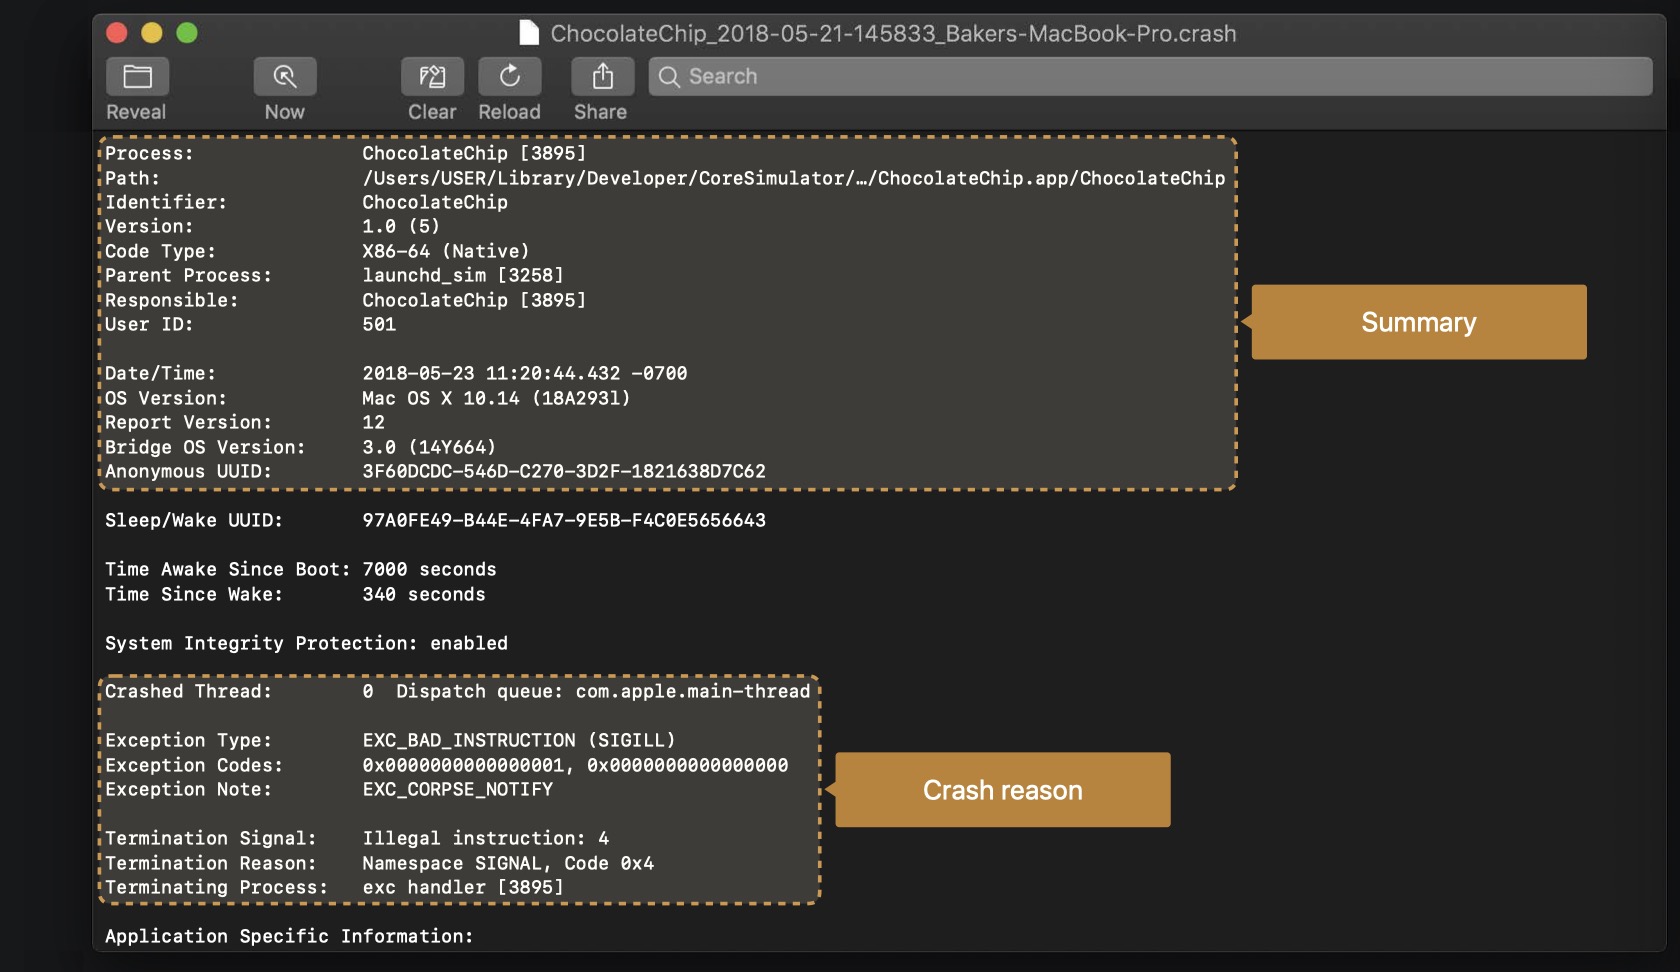 ChocolateChip_2018-05-21-145833_Bakers-MacBook-Pro.crash
Search
Reveal Now Clear Reload Share
Process: ChocolateChip [3895]
Path: /Users/USER/Library/Developer/CoreSimulator/…/ChocolateChip.app/ChocolateChip
Identifier: ChocolateChip
Version: 1.0 (5)
Code Type: X86-64 (Native)
Parent Process: launchd_sim [3258]
Responsible: ChocolateChip [3895]
User ID: 501
Summary
Date/Time: 2018-05-23 11:20:44.432 -0700
OS Version: Mac OS X 10.14 (18A293l)
Report Version: 12
Bridge OS Version: 3.0 (14Y664)
Anonymous UUID: 3F60DCDC-546D-C270-3D2F-1821638D7C62
Sleep/Wake UUID: 97A0FE49-B44E-4FA7-9E5B-F4C0E5656643
Time Awake Since Boot: 7000 seconds
Time Since Wake: 340 seconds
System Integrity Protection: enabled
Crashed Thread: 0 Dispatch queue: com.apple.main-thread
Exception Type: EXC_BAD_INSTRUCTION (SIGILL)
Exception Codes: 0x0000000000000001, 0x0000000000000000
Exception Note: EXC_CORPSE_NOTIFY
Crash reason
Termination Signal: Illegal instruction: 4
Termination Reason: Namespace SIGNAL, Code 0x4
Terminating Process: exc handler [3895]
Application Specific Information: